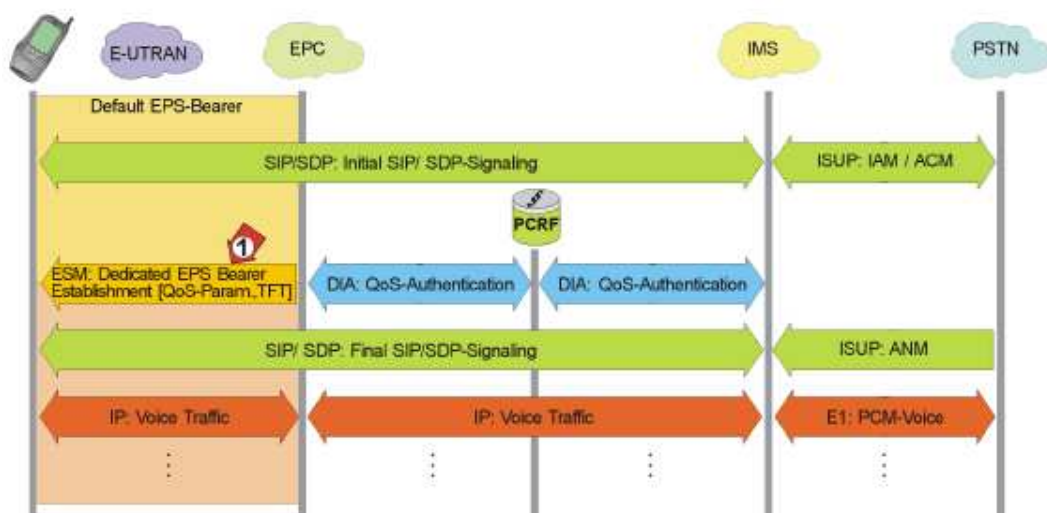 E-UTRAN
EPC
IMS
PSTN
Default EPS-Bearer
SIP/SDP: Initial SIP/ SDP-Signaling
ISUP: IAM / ACM
PCRF
1
ESM: Dedicated EPS Bearer
Establishment [QoS-Param.,TFT]
DIA: QoS-Authentication
DIA: QoS-Authentication
SIP/ SDP: Final SIP/SDP-Signaling
ISUP: ANM
IP: Voice Traffic
IP: Voice Traffic
E1: PCM-Voice